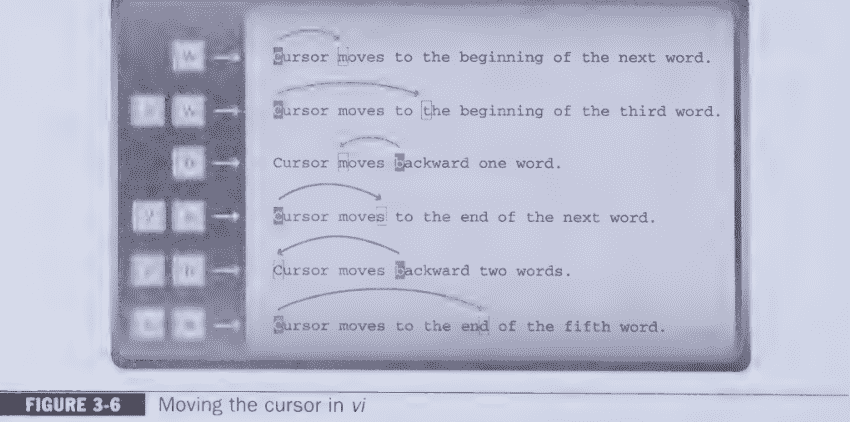 W Cursor moves to the beginning of the next word.
W Cursor moves to the beginning of the third word.
Cursor moves backward one word.
Cursor moves to the end of the next word.
Cursor moves backward two words.
Cursor moves to the end of the fifth word.
FIGURE 3-6 Moving the cursor in vi